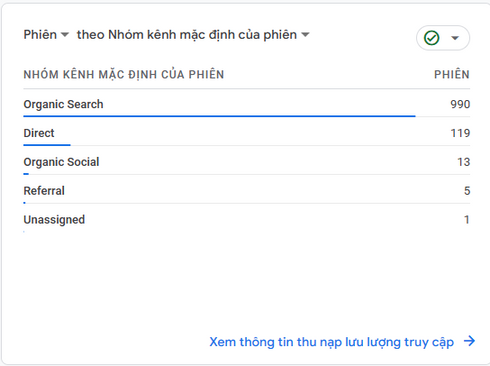 Phiên theo Nhóm kênh mặc định của phiên
NHÓM KÊNH MẶC ĐỊNH CỦA PHIÊN PHIÊN
Organic Search 990
Direct 119
Organic Social 13
Referral 5
Unassigned 1
Xem thông tin thu nạp lưu lượng truy cập